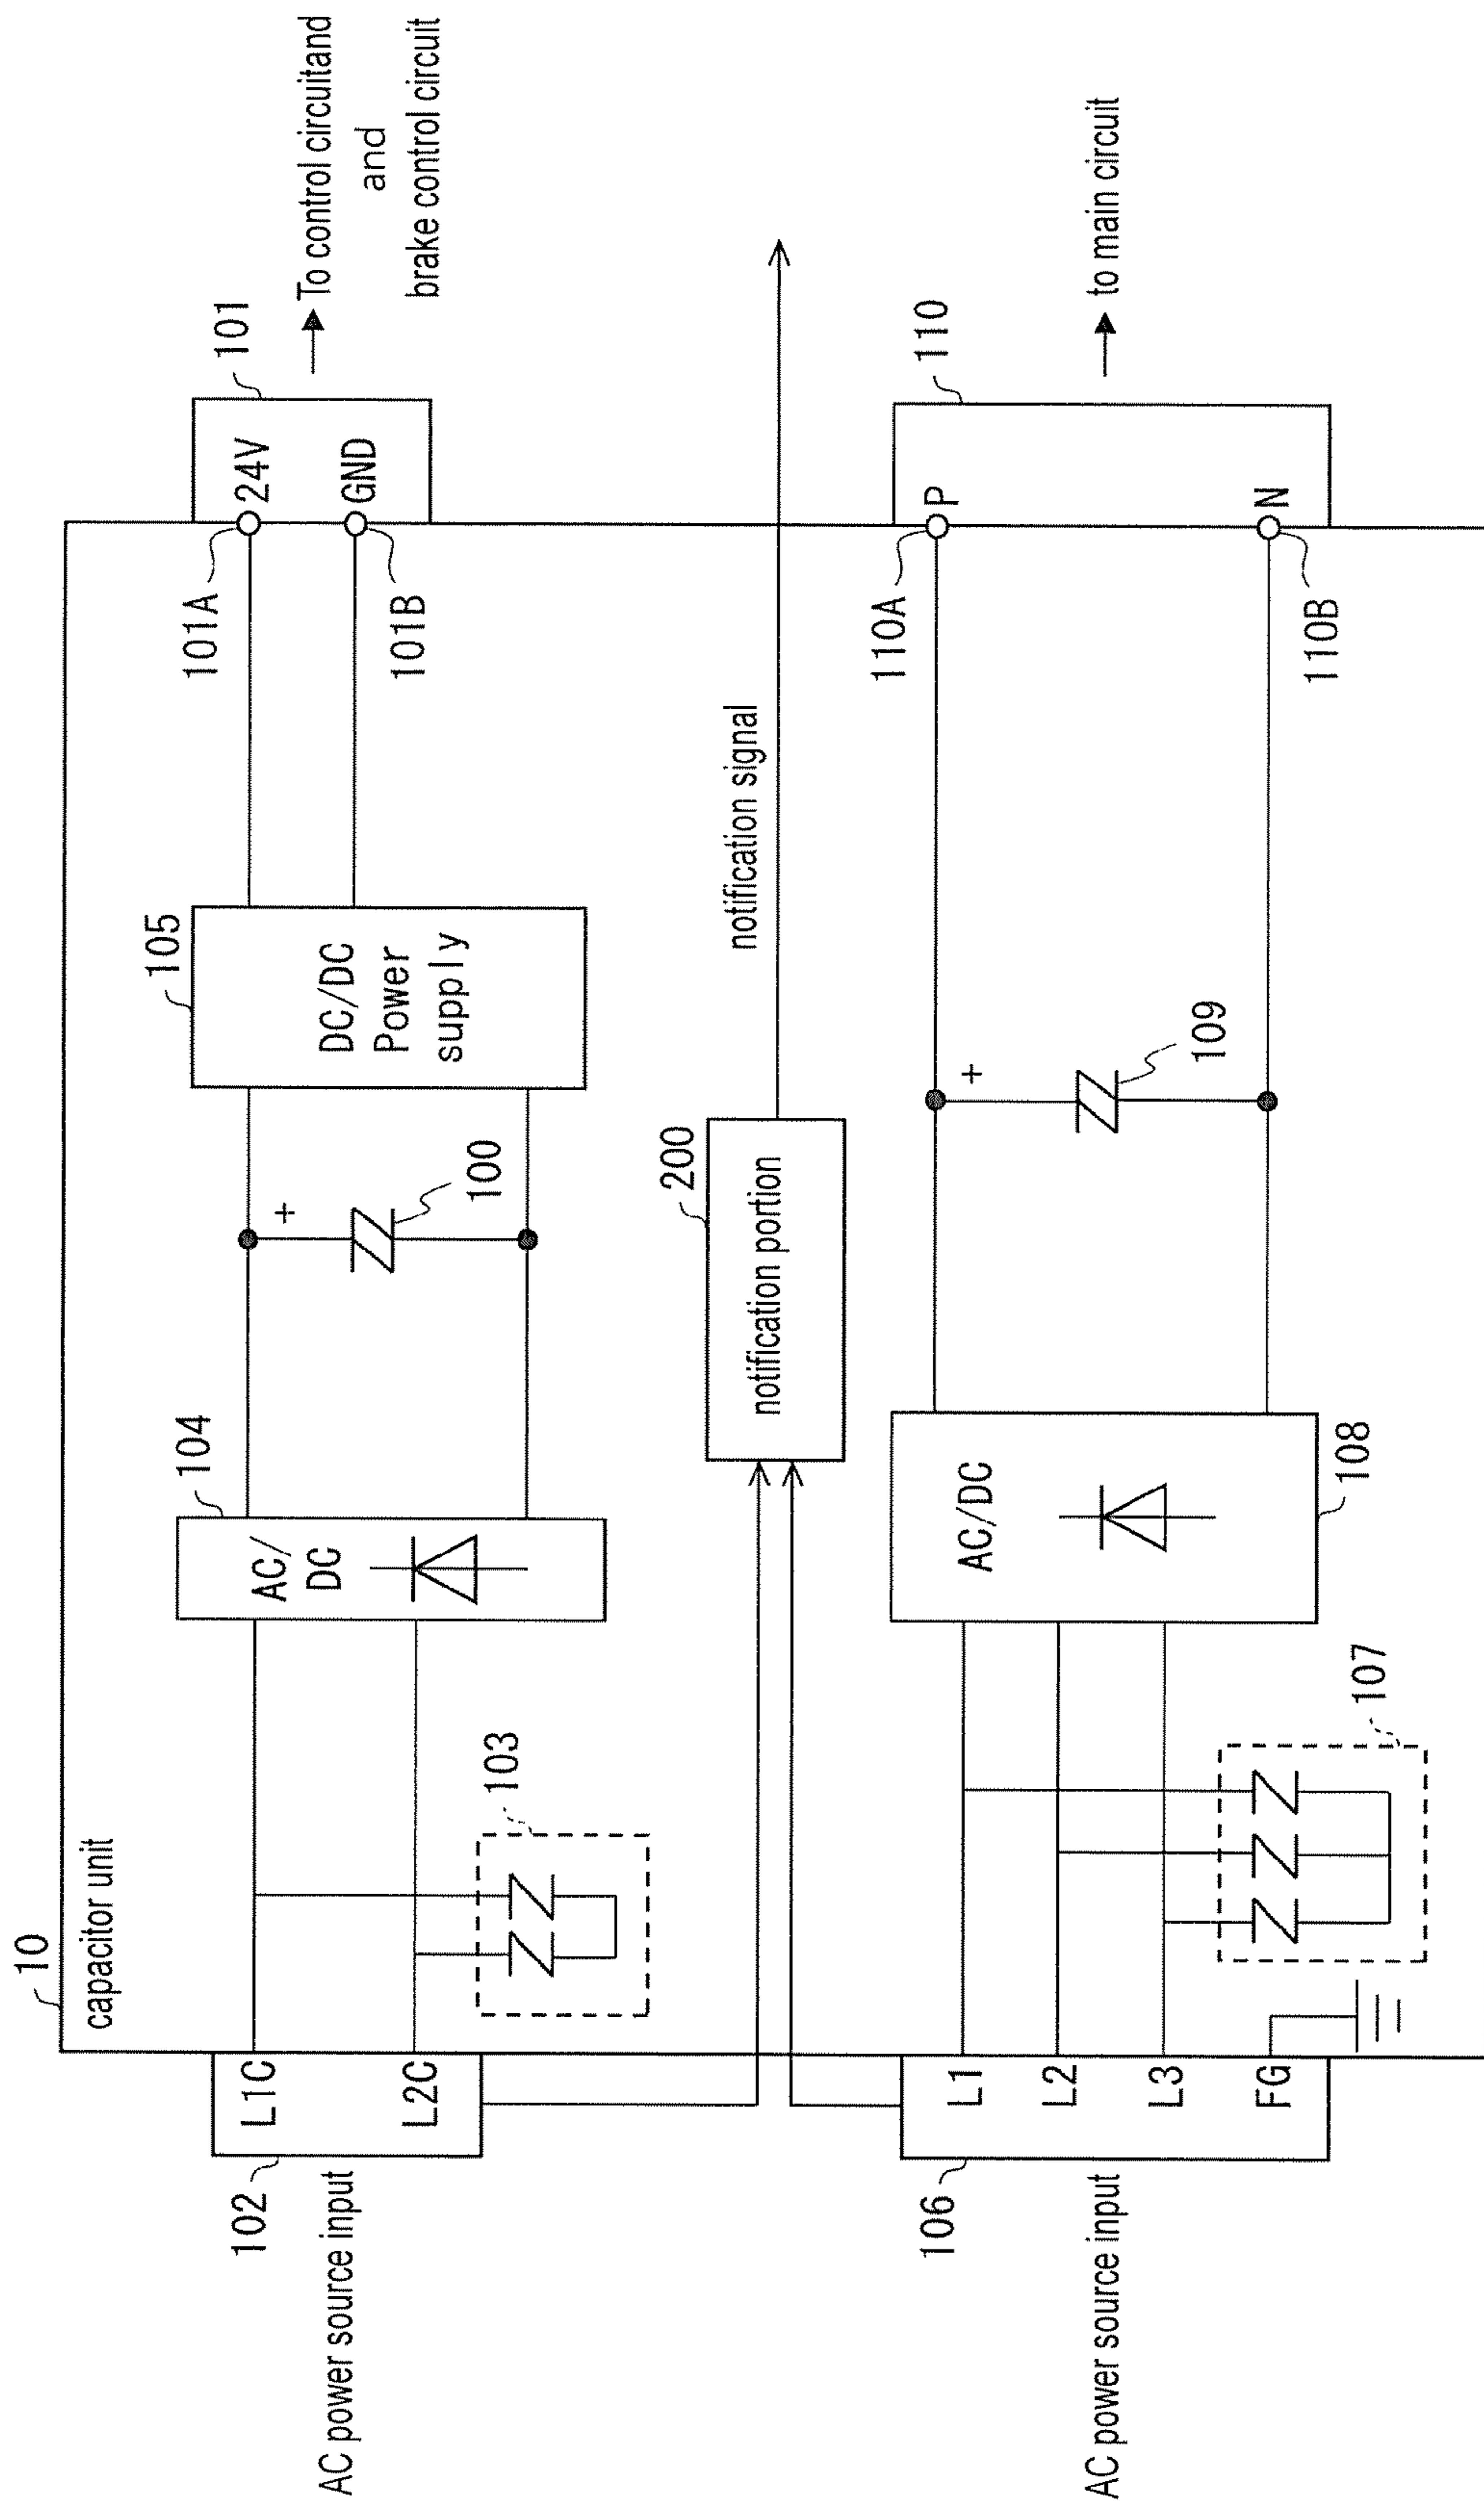 10
capacitor unit
AC power source input
102
L1C
L2C
103
104
AC/
DC
+
100
105
DC/DC
Power
supply
101A
101B
24V
GND
101
To control circuitand
and
brake control circuit
200
notification portion
notification signal
AC power source input
106
L1
L2
L3
FG
107
AC/DC
108
+
109
110A
110B
P
N
110
to main circuit